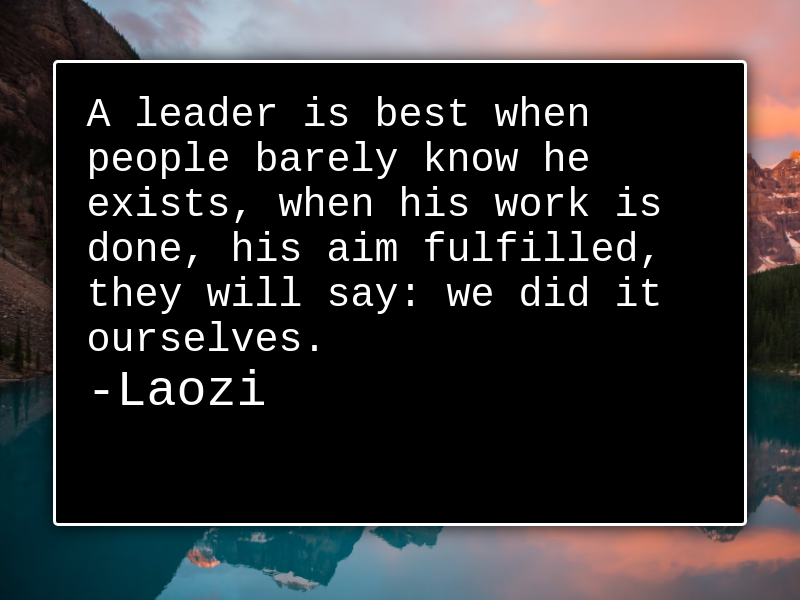 A leader is best when
people barely know he
exists, when his work is
done, his aim fulfilled,
they will say: we did it
ourselves.
-Laozi